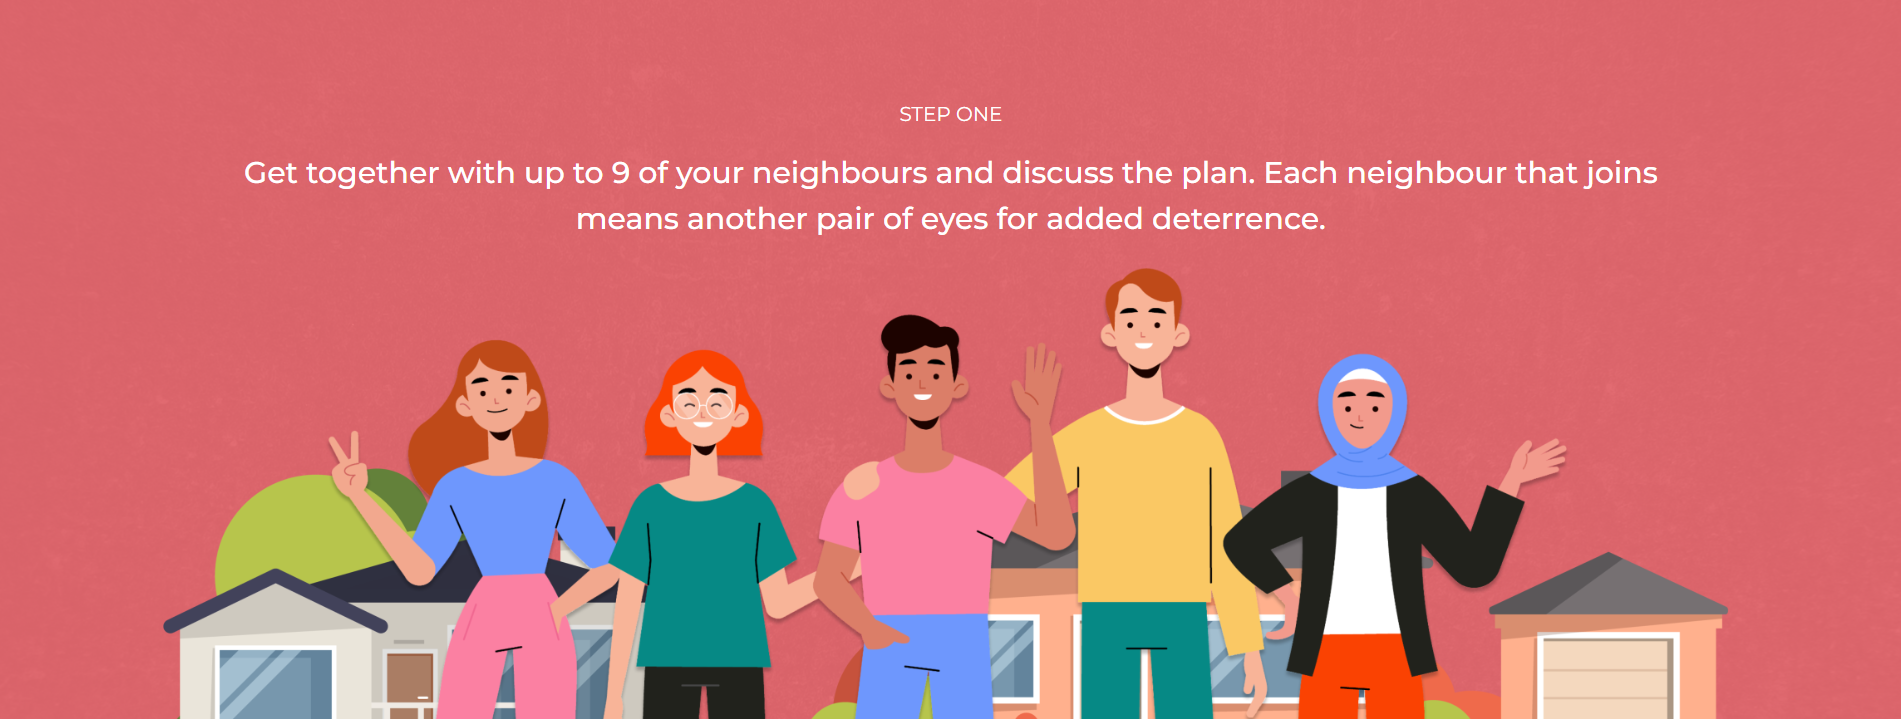 STEP ONE
Get together with up to 9 of your neighbours and discuss the plan. Each neighbour that joins
means another pair of eyes for added deterrence.